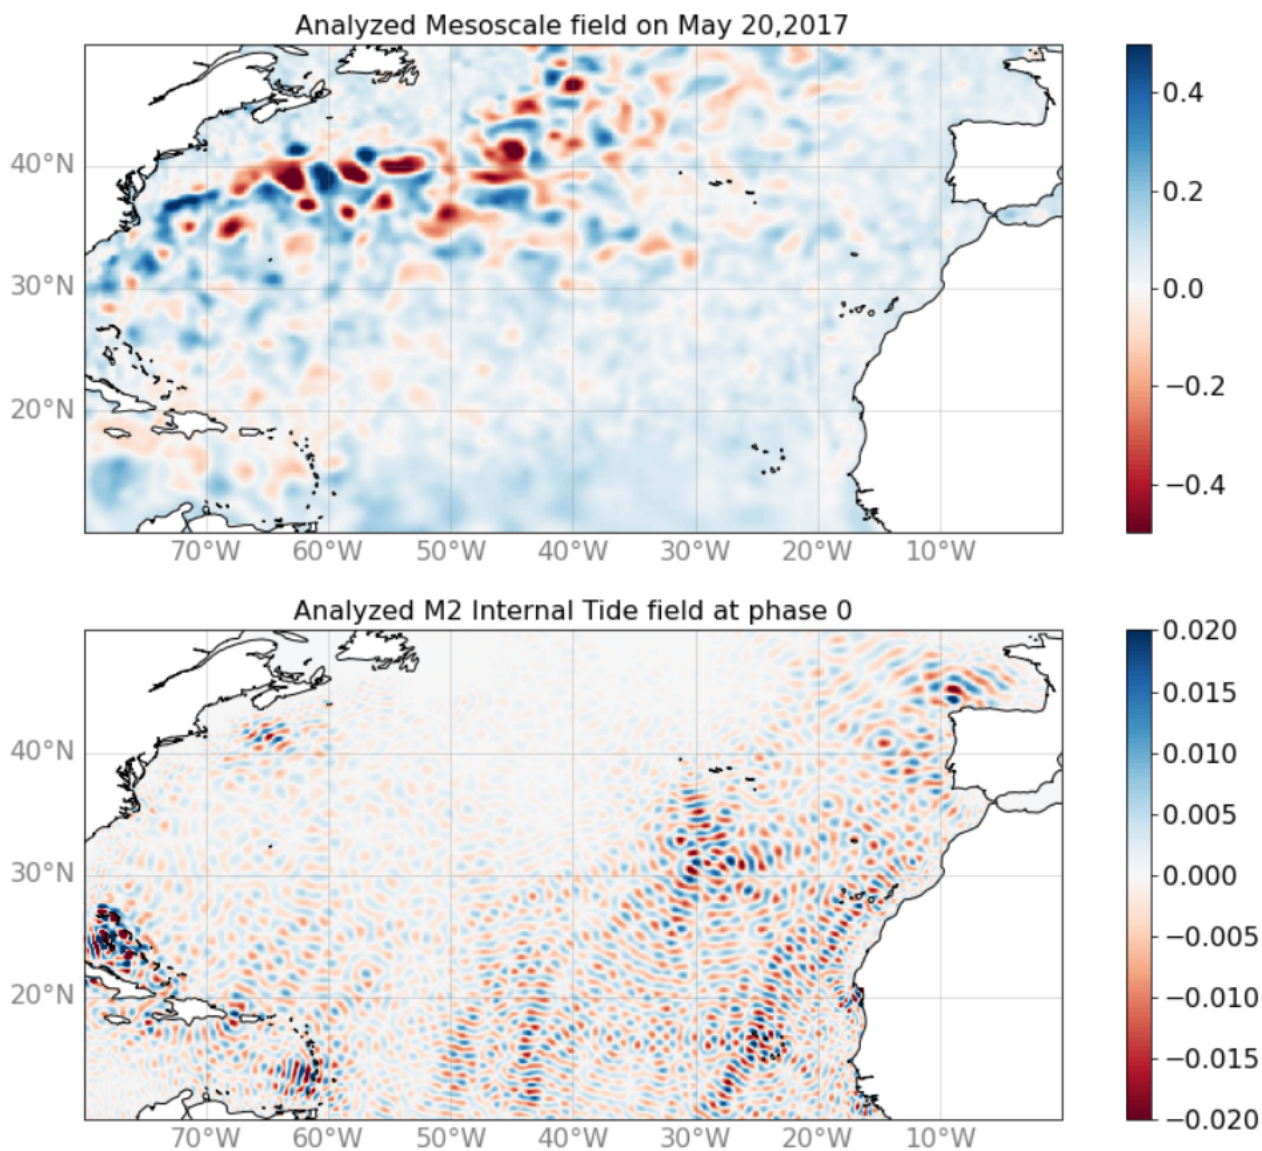 Analyzed Mesoscale field on May 20,2017
40°N
30°N
20°N
70°W 60°W 50°W 40°W 30°W 20°W 10°W
0.4
0.2
0.0
−0.2
−0.4
Analyzed M2 Internal Tide field at phase 0
40°N
30°N
20°N
70°W 60°W 50°W 40°W 30°W 20°W 10°W
0.020
0.015
0.010
0.005
0.000
−0.005
−0.010
−0.015
−0.020